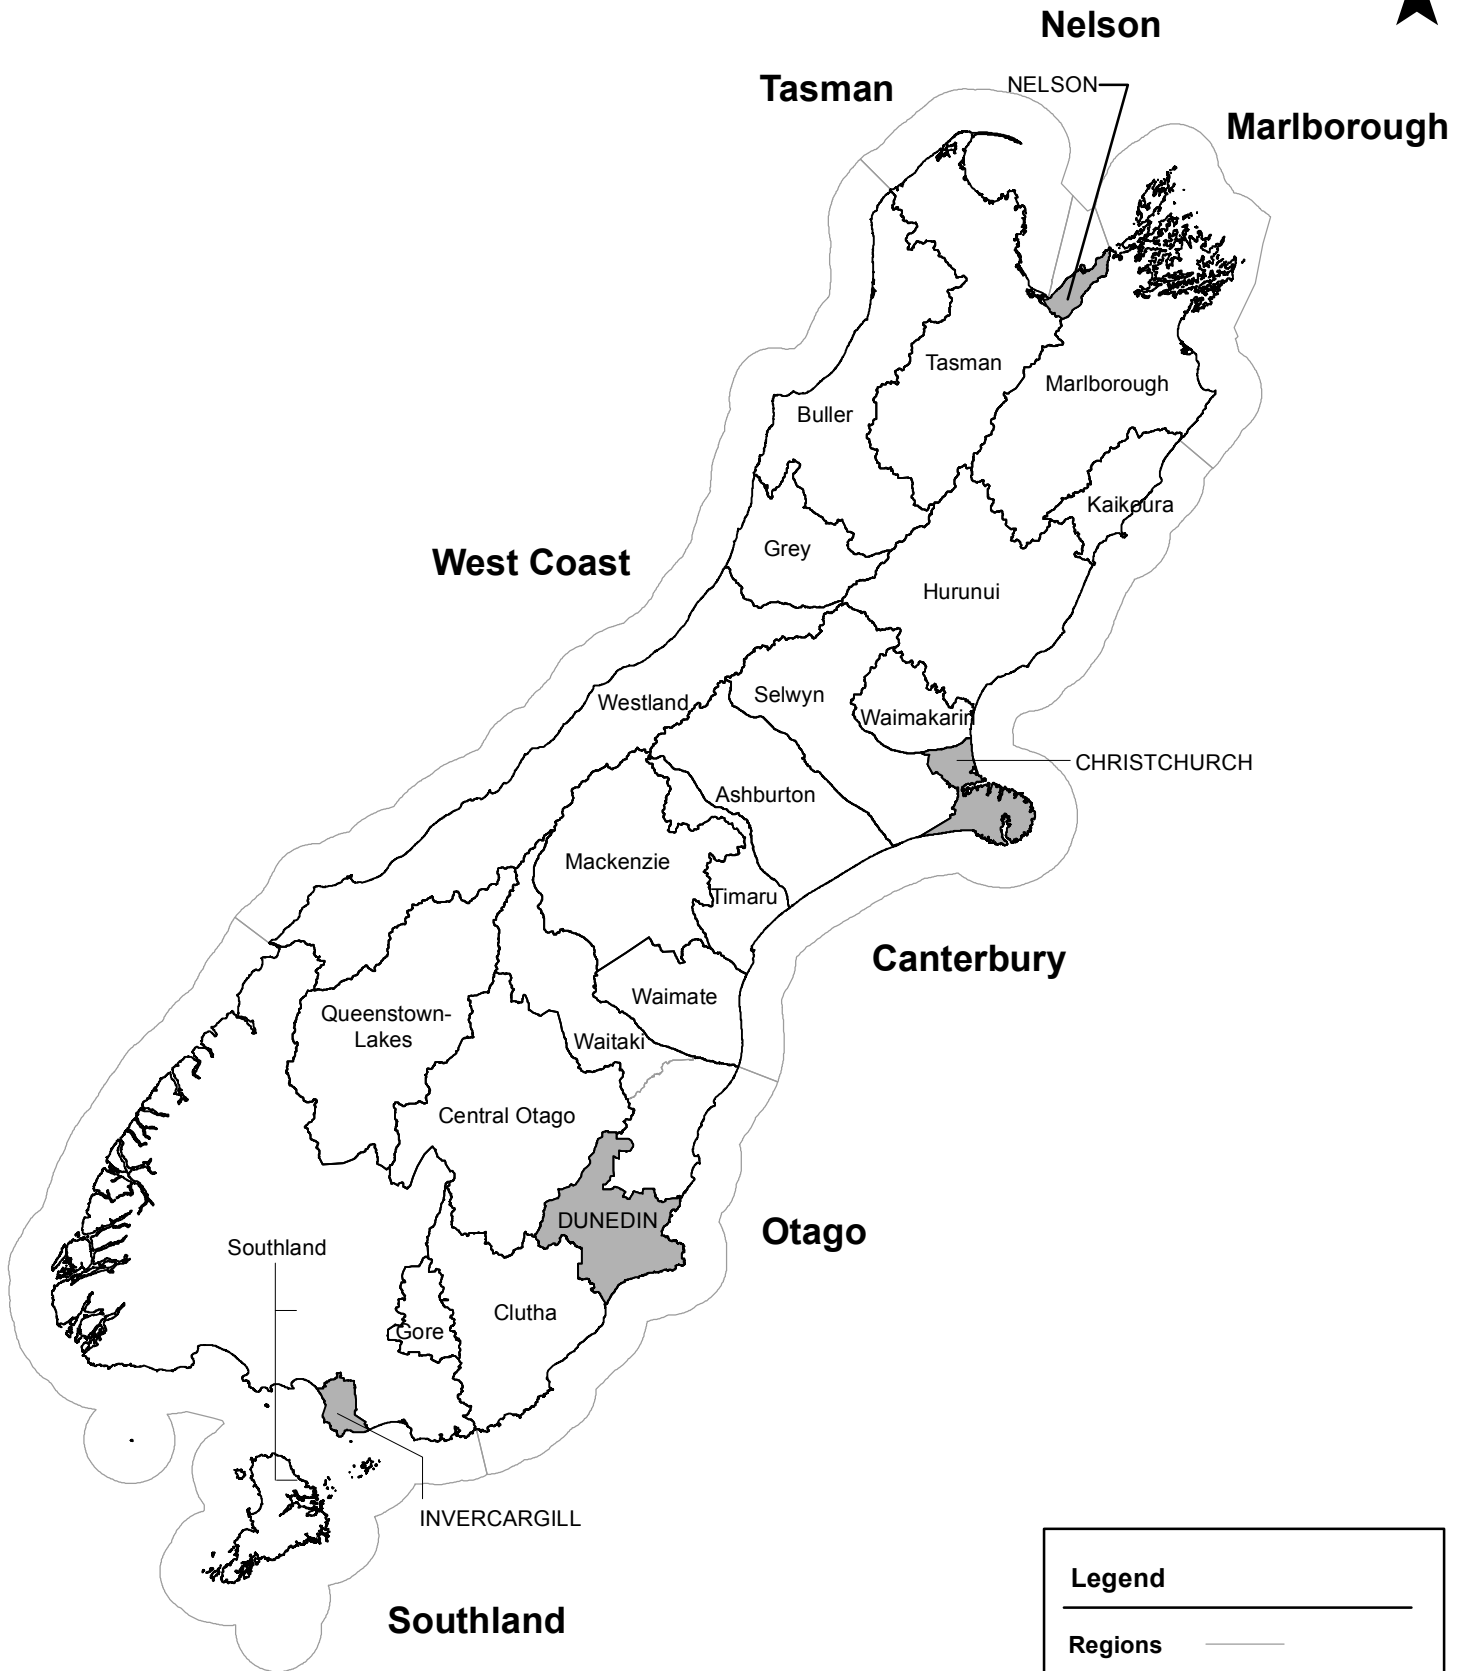 Nelson
Tasman
NELSON
Marlborough
Tasman
Marlborough
Buller
Kaikoura
Grey
West Coast
Hurunui
Selwyn
Westland
Waimakariri
CHRISTCHURCH
Ashburton
Mackenzie
Timaru
Canterbury
Waimate
Queenstown-
Lakes
Waitaki
Central Otago
DUNEDIN
Otago
Southland
Clutha
Gore
INVERCARGILL
Southland
Legend
Regions